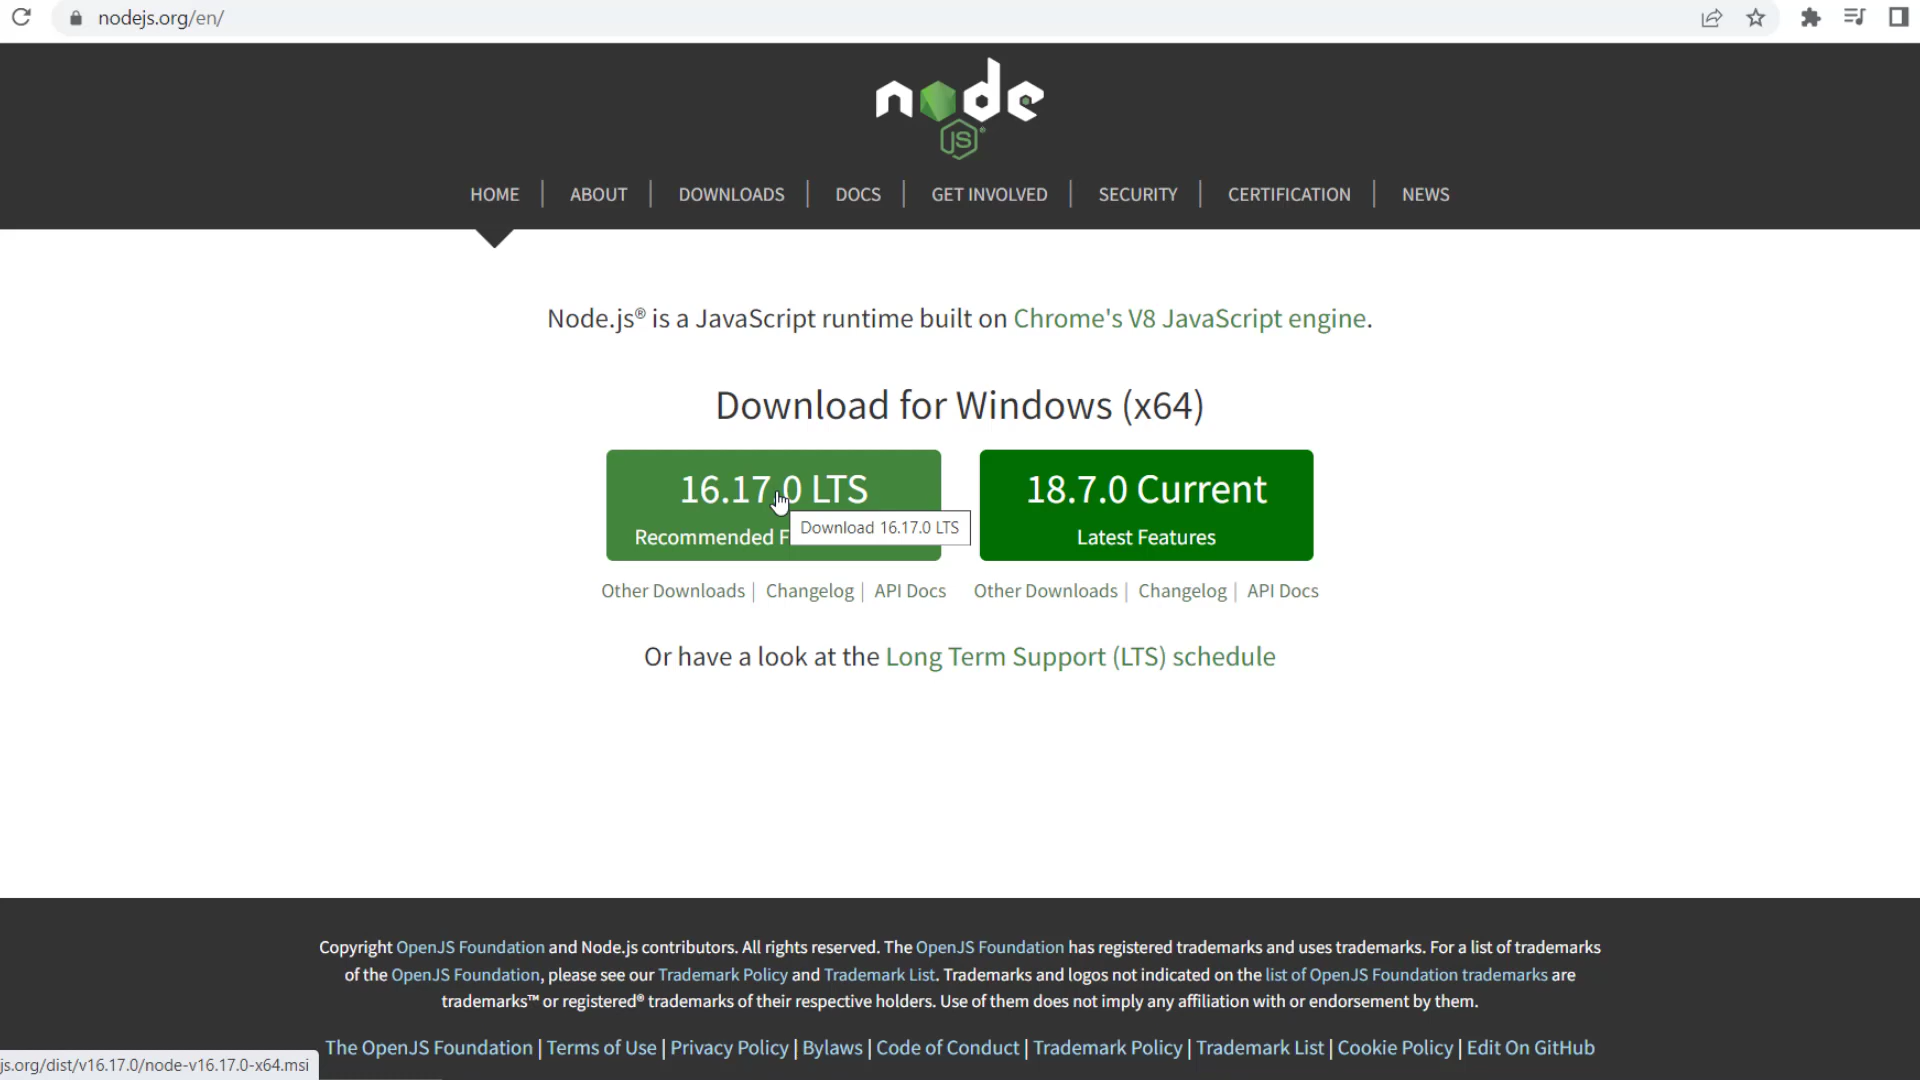 nodejs.org/en/
node
JS
HOME
ABOUT
DOWNLOADS
DOCS
GET INVOLVED
SECURITY
CERTIFICATION
NEWS
Node.js® is a JavaScript runtime built on Chrome's V8 JavaScript engine.
Download for Windows (x64)
16.17.0 LTS
Recommended F
Download 16.17.0 LTS
18.7.0 Current
Latest Features
Other Downloads | Changelog | API Docs
Other Downloads | Changelog | API Docs
Or have a look at the Long Term Support (LTS) schedule
Copyright OpenJS Foundation and Node.js contributors. All rights reserved. The OpenJS Foundation has registered trademarks and uses trademarks. For a list of trademarks
of the OpenJS Foundation, please see our Trademark Policy and Trademark List. Trademarks and logos not indicated on the list of OpenJS Foundation trademarks are
trademarks™ or registered® trademarks of their respective holders. Use of them does not imply any affiliation with or endorsement by them.
The OpenJS Foundation | Terms of Use | Privacy Policy | Bylaws | Code of Conduct | Trademark Policy | Trademark List | Cookie Policy | Edit On GitHub
js.org/dist/v16.17.0/node-v16.17.0-x64.msi